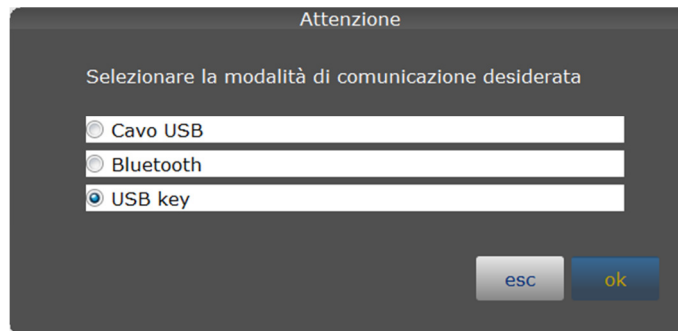 Attenzione
Selezionare la modalità di comunicazione desiderata
Cavo USB
Bluetooth
USB key
esc ok